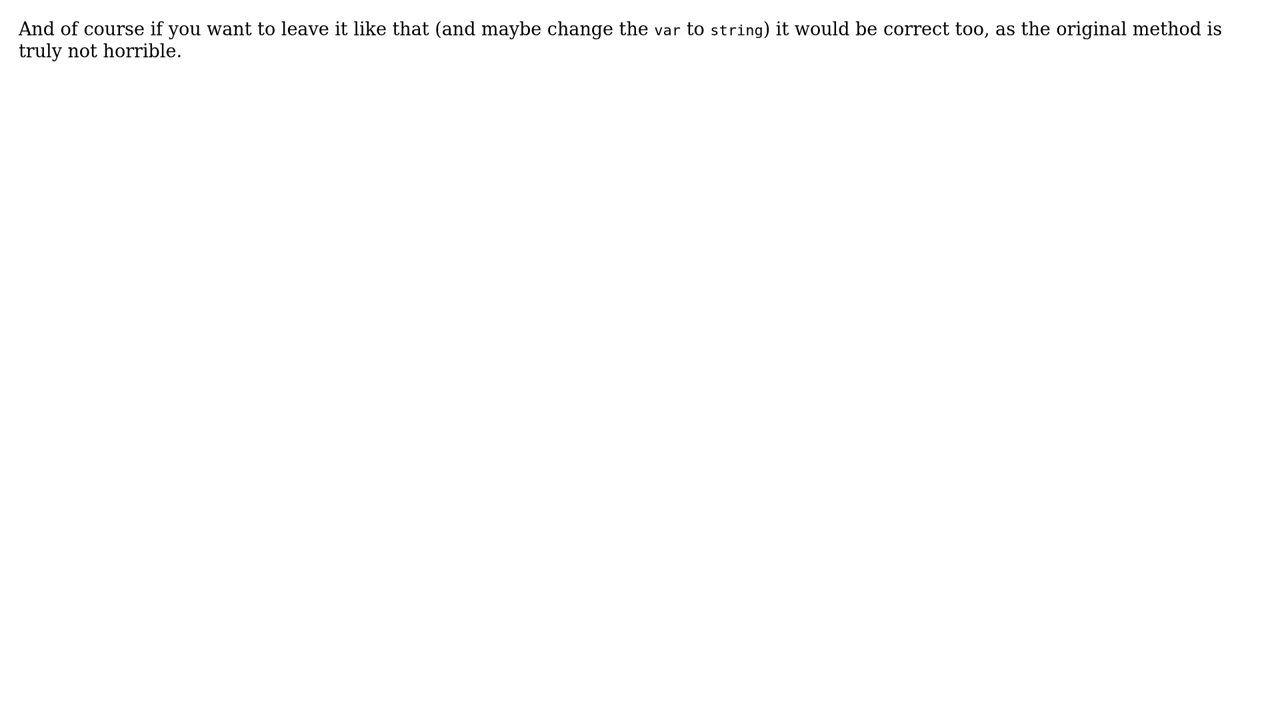 And of course if you want to leave it like that (and maybe change the var to string) it would be correct too, as the original method is
truly not horrible.